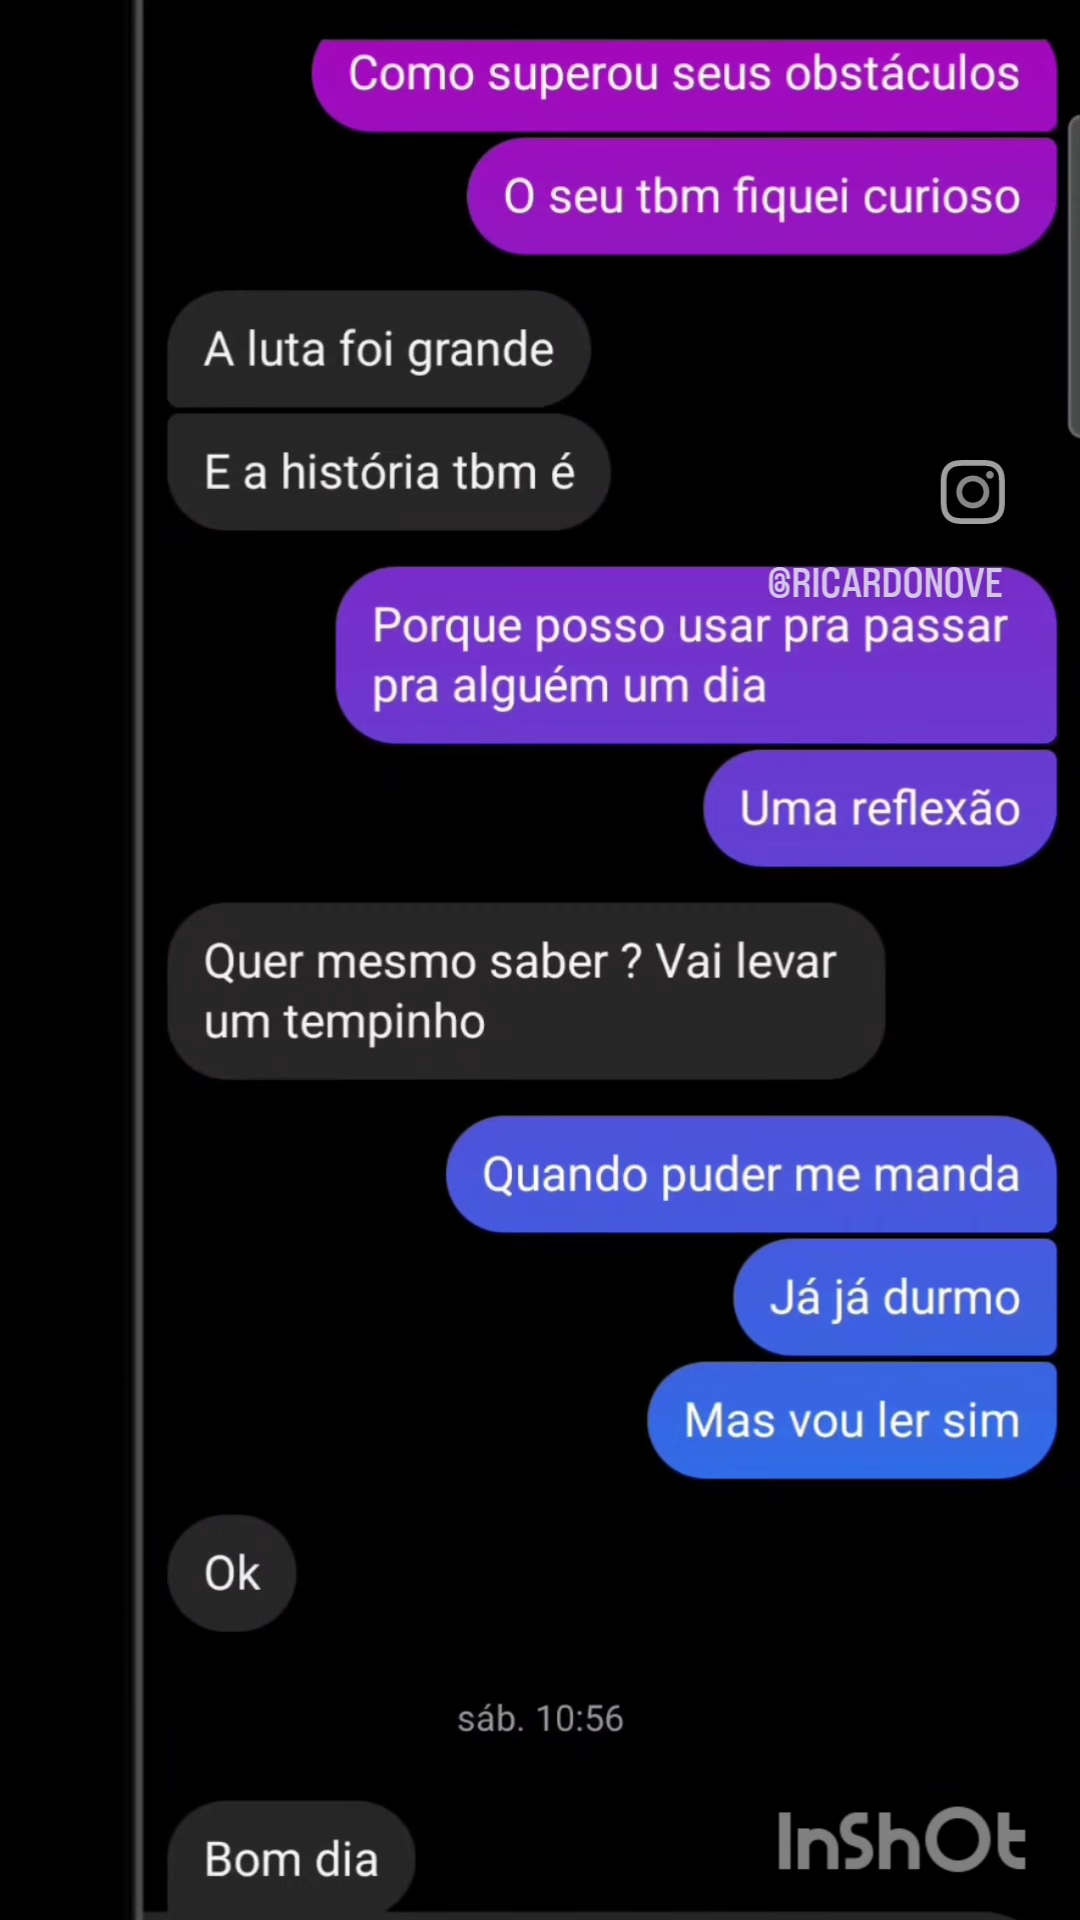 Como superou seus obstáculos
O seu tbm fiquei curioso
A luta foi grande
E a história tbm é
@RICARDONOVE
Porque posso usar pra passar
pra alguém um dia
Uma reflexão
Quer mesmo saber ? Vai levar
um tempinho
Quando puder me manda
Já já durmo
Mas vou ler sim
Ok
sáb. 10:56
Bom dia
InShOt